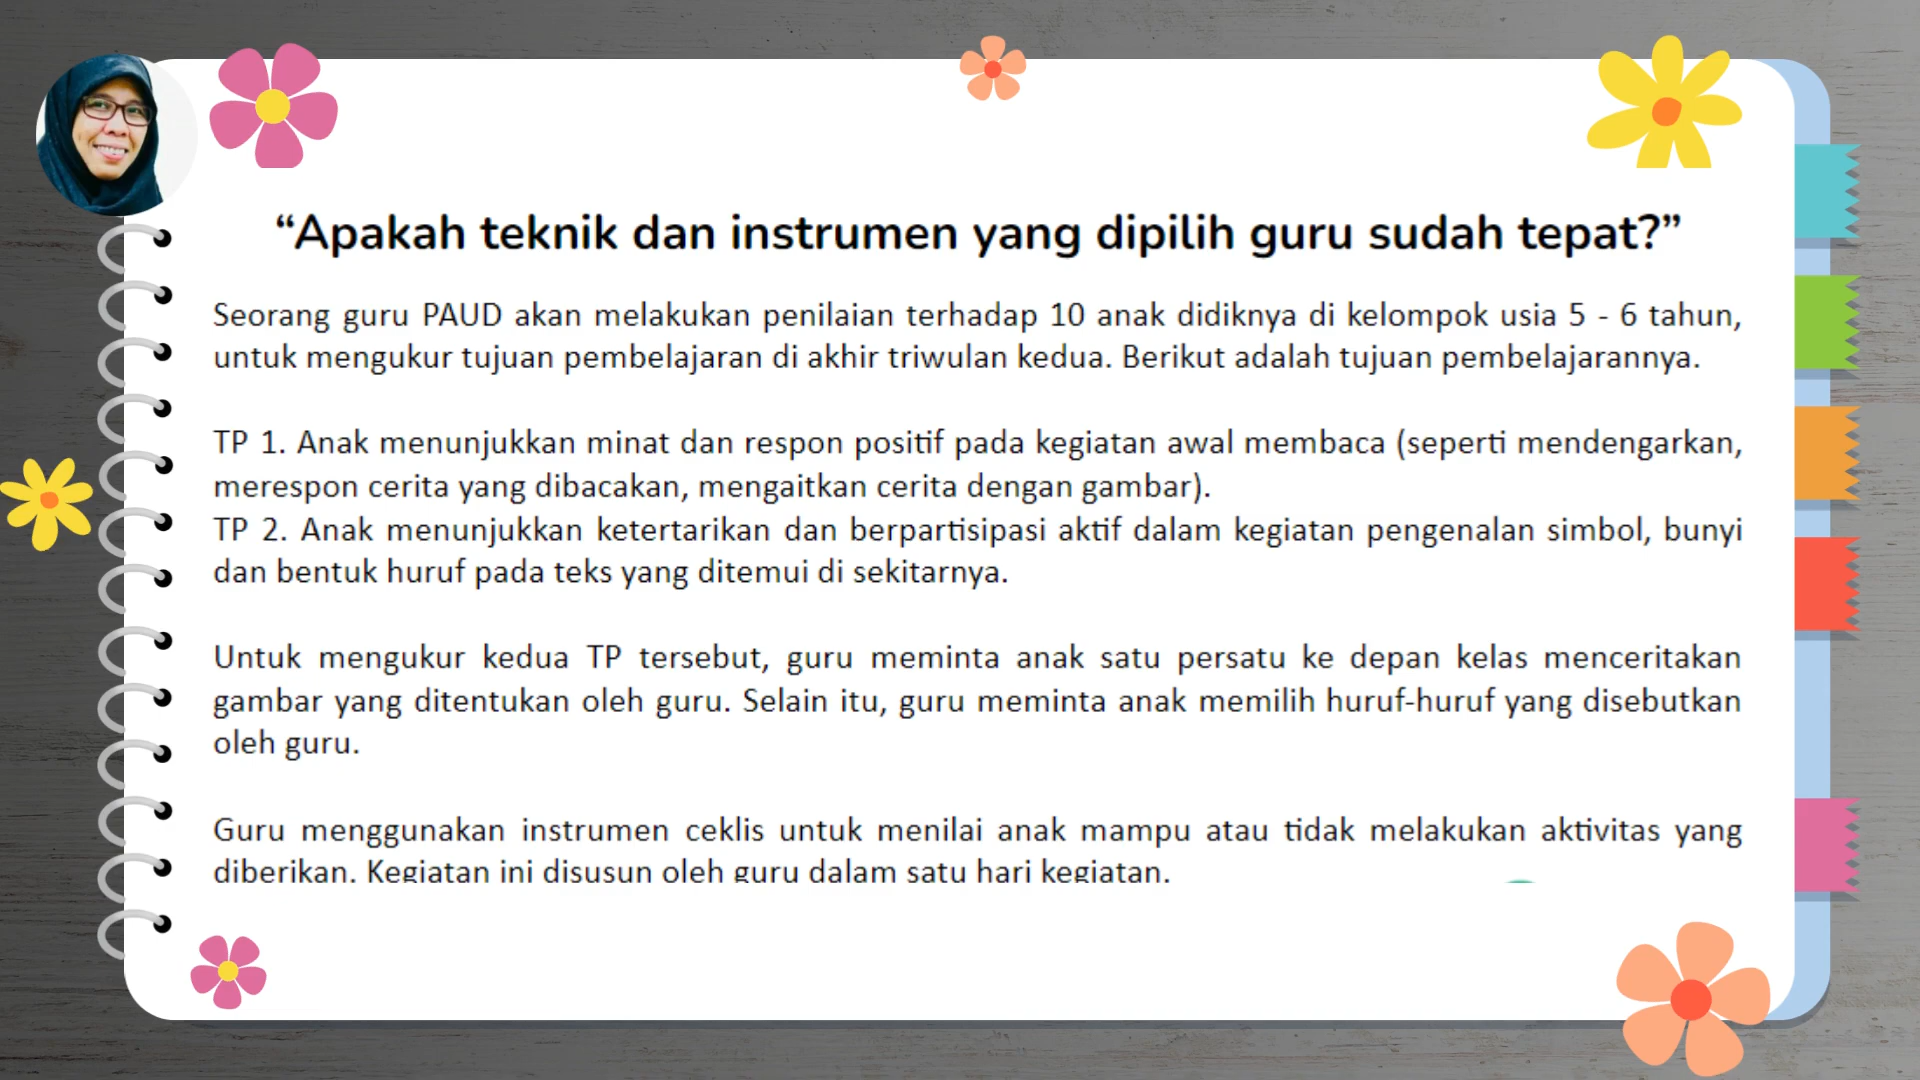 “Apakah teknik dan instrumen yang dipilih guru sudah tepat?”
Seorang guru PAUD akan melakukan penilaian terhadap 10 anak didiknya di kelompok usia 5 - 6 tahun,
untuk mengukur tujuan pembelajaran di akhir triwulan kedua. Berikut adalah tujuan pembelajarannya.
TP 1. Anak menunjukkan minat dan respon positif pada kegiatan awal membaca (seperti mendengarkan,
merespon cerita yang dibacakan, mengaitkan cerita dengan gambar).
TP 2. Anak menunjukkan ketertarikan dan berpartisipasi aktif dalam kegiatan pengenalan simbol, bunyi
dan bentuk huruf pada teks yang ditemui di sekitarnya.
Untuk mengukur kedua TP tersebut, guru meminta anak satu persatu ke depan kelas menceritakan
gambar yang ditentukan oleh guru. Selain itu, guru meminta anak memilih huruf-huruf yang disebutkan
oleh guru.
Guru menggunakan instrumen ceklis untuk menilai anak mampu atau tidak melakukan aktivitas yang
diberikan. Kegiatan ini disusun oleh guru dalam satu hari kegiatan.